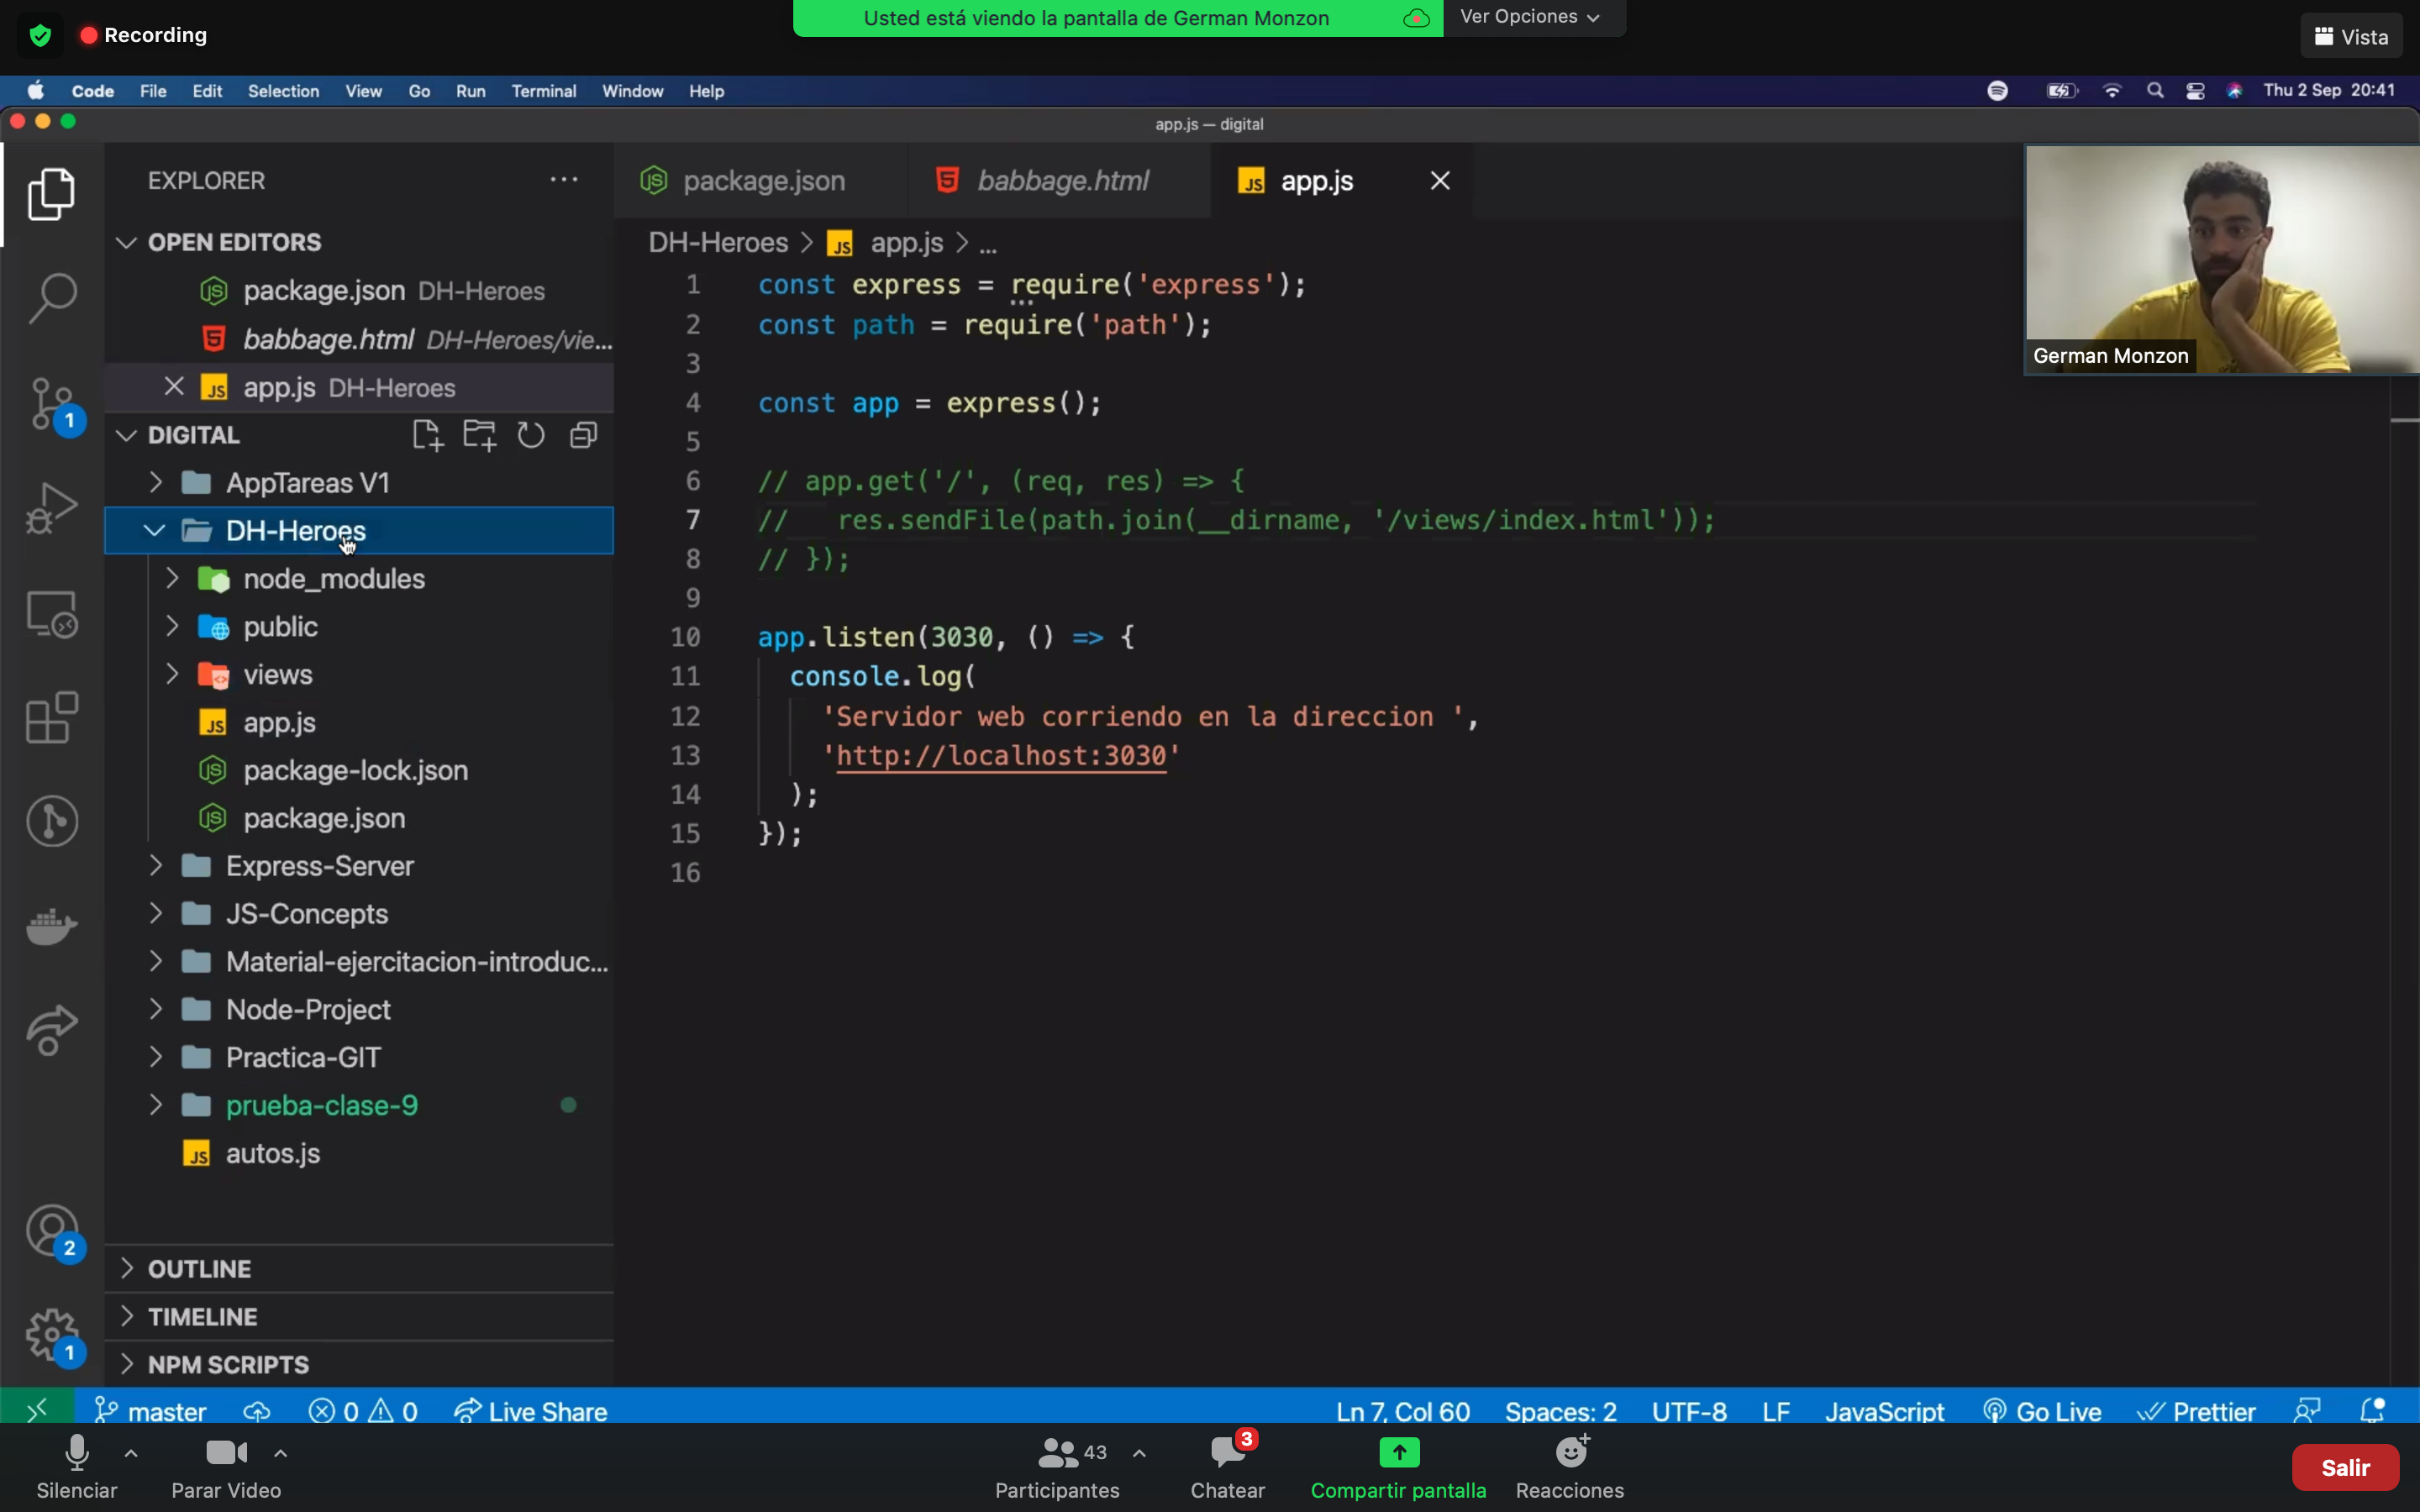 Recording
Usted está viendo la pantalla de German Monzon
Ver Opciones
Vista
Code File Edit Selection View Go Run Terminal Window Help
Thu 2 Sep 20:41
app.js — digital
EXPLORER
package.json
babbage.html
JS app.js
German Monzon
OPEN EDITORS
package.json DH-Heroes
babbage.html DH-Heroes/vie...
JS app.js DH-Heroes
DIGITAL
AppTareas V1
DH-Heroes
node_modules
public
views
JS app.js
package-lock.json
package.json
Express-Server
JS-Concepts
Material-ejercitacion-introduc...
Node-Project
Practica-GIT
prueba-clase-9
JS autos.js
OUTLINE
TIMELINE
NPM SCRIPTS
1
2
1
DH-Heroes > JS app.js > ...
1 const express = require('express');
2 const path = require('path');
3
4 const app = express();
5
6 // app.get('/', (req, res) => {
7 //   res.sendFile(path.join(__dirname, '/views/index.html'));
8 // });
9
10 app.listen(3030, () => {
11   console.log(
12     'Servidor web corriendo en la direccion ',
13     'http://localhost:3030'
14   );
15 });
16
master 0 0 Live Share
Ln 7, Col 60 Spaces: 2 UTF-8 LF JavaScript Go Live Prettier
Silenciar
Parar Video
43
Participantes
3
Chatear
Compartir pantalla
Reacciones
Salir